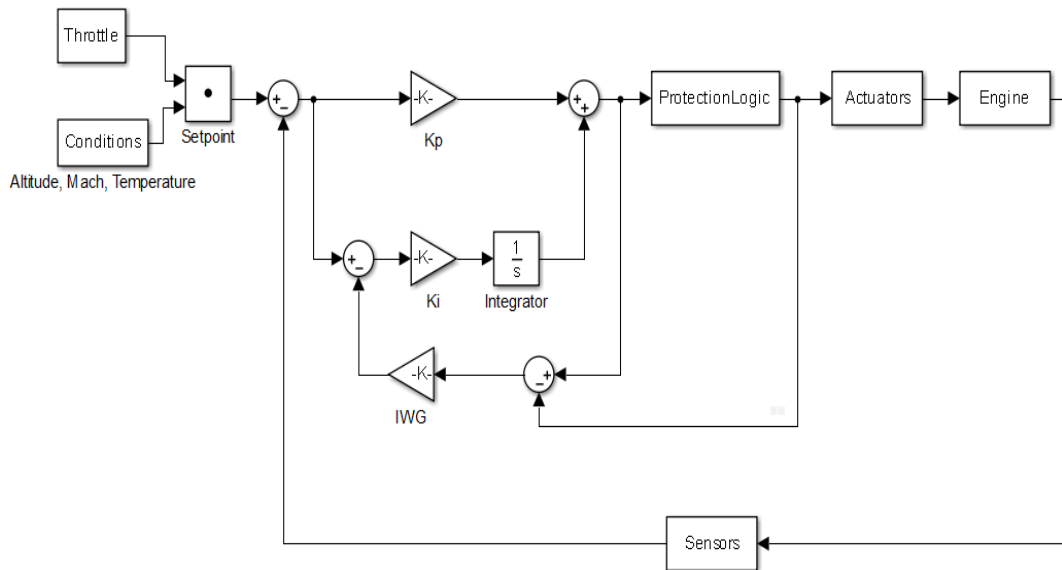 Throttle
Conditions
Altitude, Mach, Temperature
Setpoint
+
−
-K-
Kp
+
+
ProtectionLogic
Actuators
Engine
+
−
-K-
Ki
1
s
Integrator
-K-
IWG
− +
Sensors